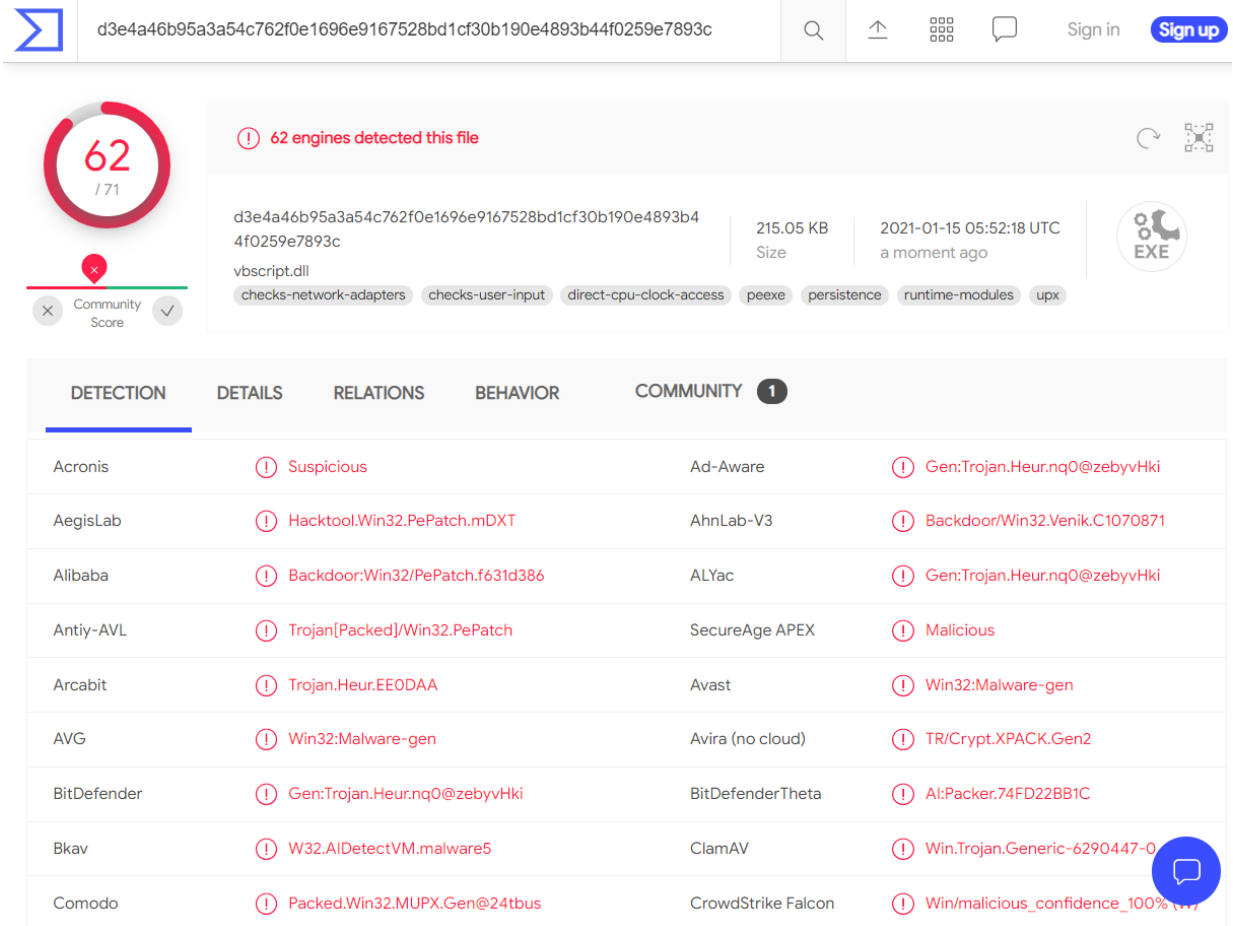 d3e4a46b95a3a54c762f0e1696e9167528bd1cf30b190e4893b44f0259e7893c
Sign in
Sign up
62
/ 71
62 engines detected this file
d3e4a46b95a3a54c762f0e1696e9167528bd1cf30b190e4893b4
4f0259e7893c
vbscript.dll
215.05 KB
Size
2021-01-15 05:52:18 UTC
a moment ago
EXE
checks-network-adapters checks-user-input direct-cpu-clock-access peexe persistence runtime-modules upx
Community
Score
DETECTION DETAILS RELATIONS BEHAVIOR COMMUNITY 1
Acronis Suspicious Ad-Aware Gen:Trojan.Heur.nq0@zebyvHki
AegisLab Hacktool.Win32.PePatch.mDXT AhnLab-V3 Backdoor/Win32.Venik.C1070871
Alibaba Backdoor:Win32/PePatch.f631d386 ALYac Gen:Trojan.Heur.nq0@zebyvHki
Antiy-AVL Trojan[Packed]/Win32.PePatch SecureAge APEX Malicious
Arcabit Trojan.Heur.EE0DAA Avast Win32:Malware-gen
AVG Win32:Malware-gen Avira (no cloud) TR/Crypt.XPACK.Gen2
BitDefender Gen:Trojan.Heur.nq0@zebyvHki BitDefenderTheta AI:Packer.74FD22BB1C
Bkav W32.AIDetectVM.malware5 ClamAV Win.Trojan.Generic-6290447-0
Comodo Packed.Win32.MUPX.Gen@24tbus CrowdStrike Falcon Win/malicious_confidence_100%